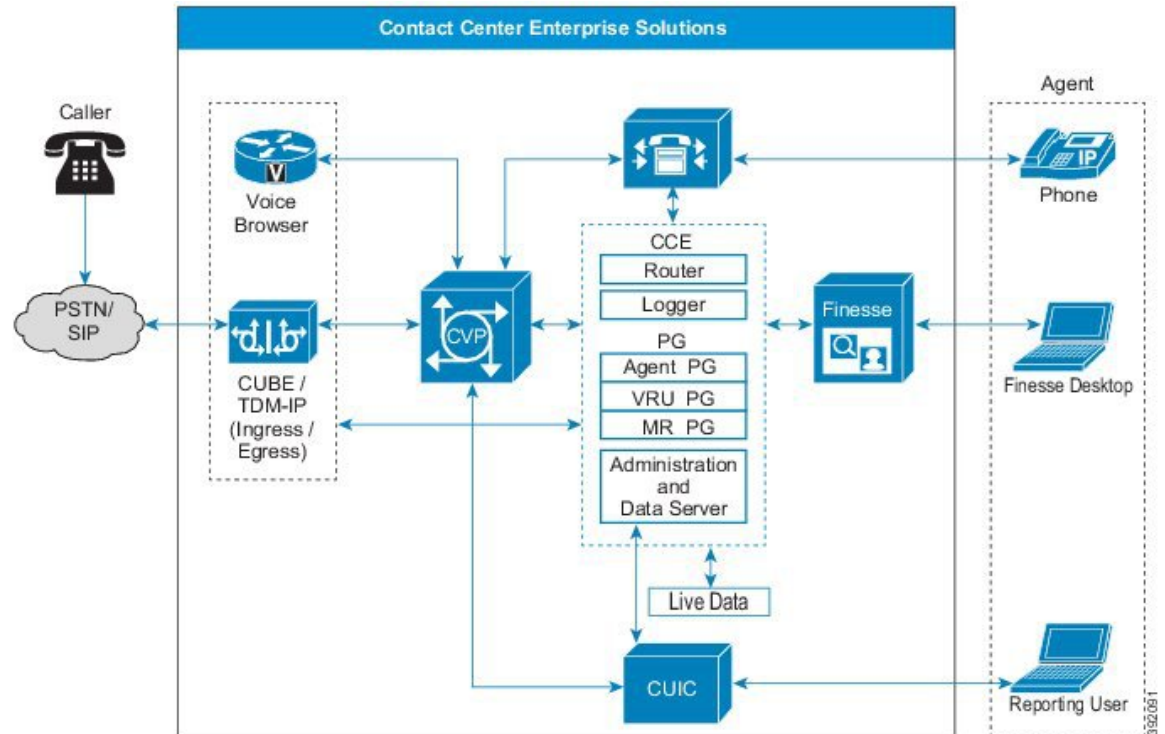 Contact Center Enterprise Solutions
Caller
Agent
V
Voice
Browser
IP
Phone
CCE
Router
Logger
PSTN/
SIP
CVP
Finesse
PG
Agent PG
VRU PG
MR PG
CUBE /
TDM-IP
(Ingress /
Egress)
Finesse Desktop
Administration
and
Data Server
Live Data
CUIC
Reporting User
392091